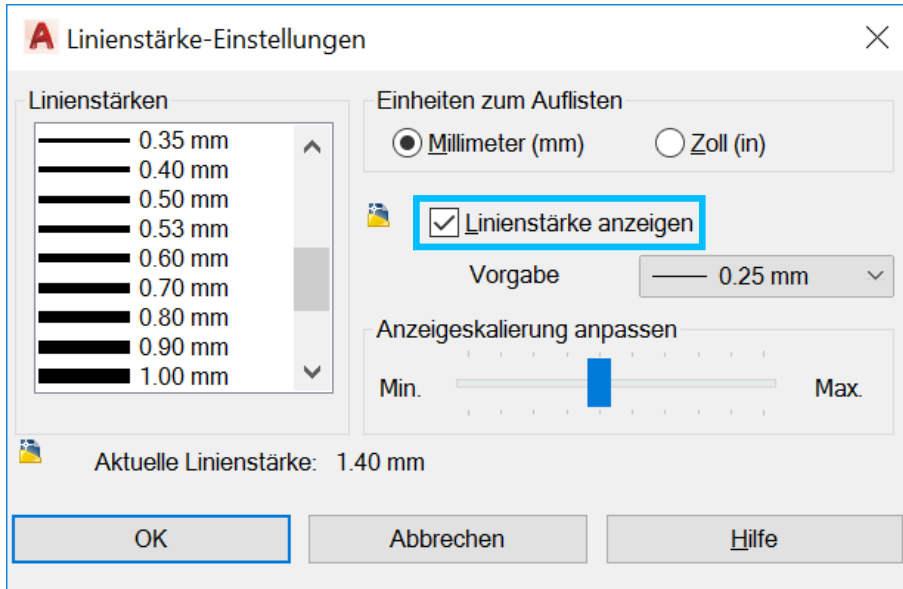 Linienstärke-Einstellungen
Linienstärken
0.35 mm
0.40 mm
0.50 mm
0.53 mm
0.60 mm
0.70 mm
0.80 mm
0.90 mm
1.00 mm
Einheiten zum Auflisten
Millimeter (mm) Zoll (in)
Linienstärke anzeigen
Vorgabe 0.25 mm
Anzeigeskalierung anpassen
Min. Max.
Aktuelle Linienstärke: 1.40 mm
OK Abbrechen Hilfe